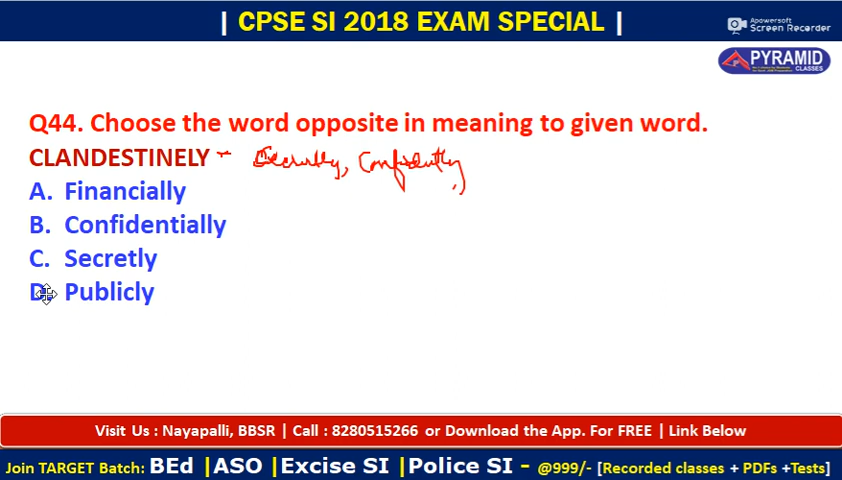 | CPSE SI 2018 EXAM SPECIAL |
Apowersoft
Screen Recorder
PYRAMID
CLASSES
Q44. Choose the word opposite in meaning to given word.
CLANDESTINELY -
A. Financially
B. Confidentially
C. Secretly
D. Publicly
Visit Us : Nayapalli, BBSR | Call : 8280515266 or Download the App. For FREE | Link Below
Join TARGET Batch: BEd |ASO |Excise SI |Police SI - @999/- [Recorded classes + PDFs +Tests]